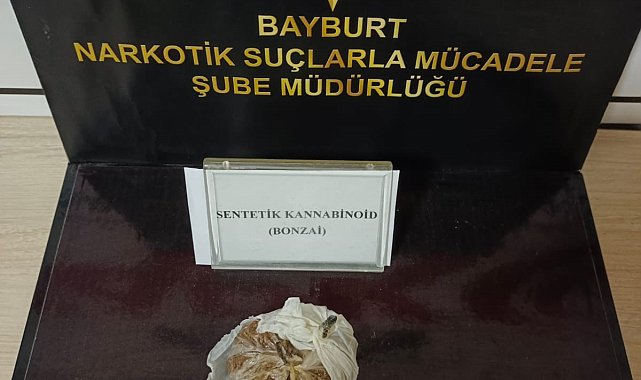 BAYBURT
NARKOTİK SUÇLARLA MÜCADELE
ŞUBE MÜDÜRLÜĞÜ
SENTETİK KANNABİNOİD
(BONZAİ)